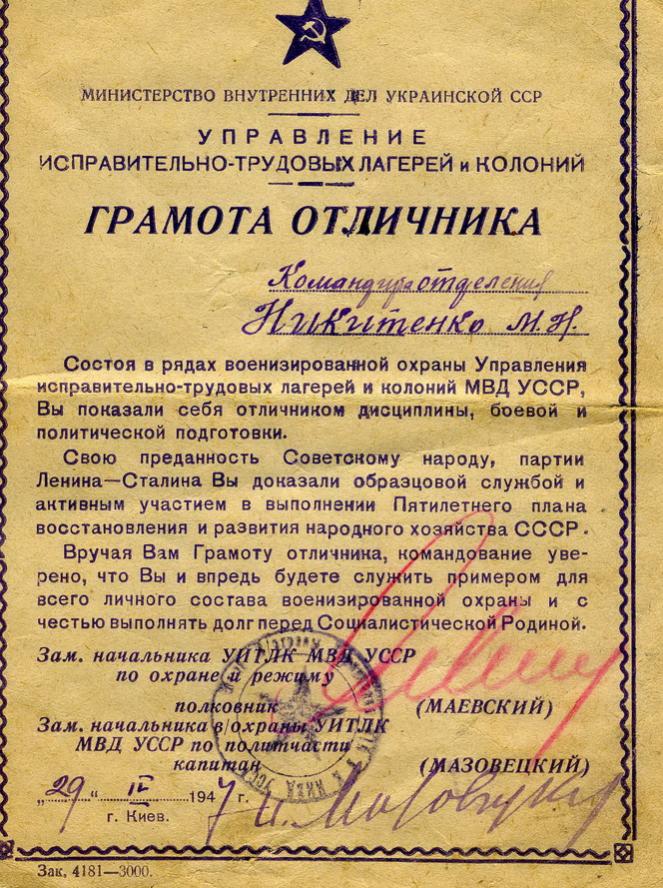 МИНИСТЕРСТВО ВНУТРЕННИХ ДЕЛ УКРАИНСКОЙ ССР
УПРАВЛЕНИЕ
ИСПРАВИТЕЛЬНО-ТРУДОВЫХ ЛАГЕРЕЙ и КОЛОНИЙ
ГРАМОТА ОТЛИЧНИКА
Командира отделения
Никитенко М.Н.
Состоя в рядах военизированной охраны Управления
исправительно-трудовых лагерей и колоний МВД УССР,
Вы показали себя отличником дисциплины, боевой и
политической подготовки.
Свою преданность Советскому народу, партии
Ленина—Сталина Вы доказали образцовой службой и
активным участием в выполнении Пятилетнего плана
восстановления и развития народного хозяйства СССР.
Вручая Вам Грамоту отличника, командование уве-
рено, что Вы и впредь будете служить примером для
всего личного состава военизированной охраны и с
честью выполнять долг перед Социалистической Родиной.
Зам. начальника УИТЛК МВД УССР
по охране и режиму
полковник (МАЕВСКИЙ)
Зам. начальника в/охраны УИТЛК
МВД УССР по политчасти
капитан (МАЗОВЕЦКИЙ)
„29" IV 1947 г.
г. Киев.
Зак, 4181—3000.